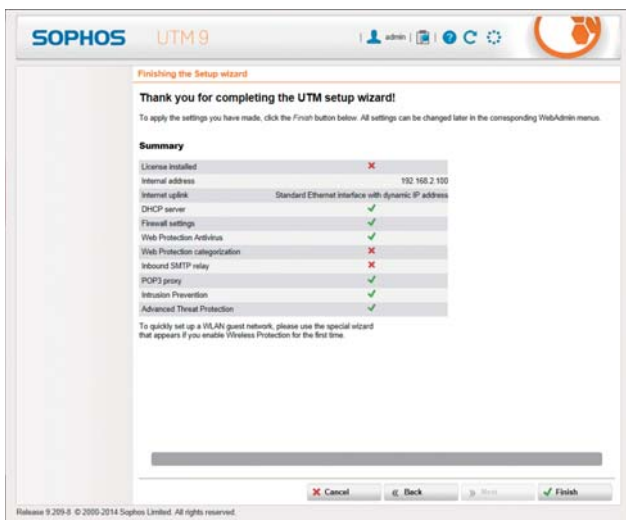 SOPHOS UTM 9 | admin | | ? C
Finishing the Setup wizard
Thank you for completing the UTM setup wizard!
To apply the settings you have made, click the Finish button below. All settings can be changed later in the corresponding WebAdmin menus.
Summary
License installed
Internal address 192.168.2.100
Internet uplink Standard Ethernet interface with dynamic IP address
DHCP server
Firewall settings
Web Protection Antivirus
Web Protection categorization
Inbound SMTP relay
POP3 proxy
Intrusion Prevention
Advanced Threat Protection
To quickly set up a WLAN guest network, please use the special wizard
that appears if you enable Wireless Protection for the first time.
Cancel « Back » Next Finish
Release 9.209-8 © 2000-2014 Sophos Limited. All rights reserved.